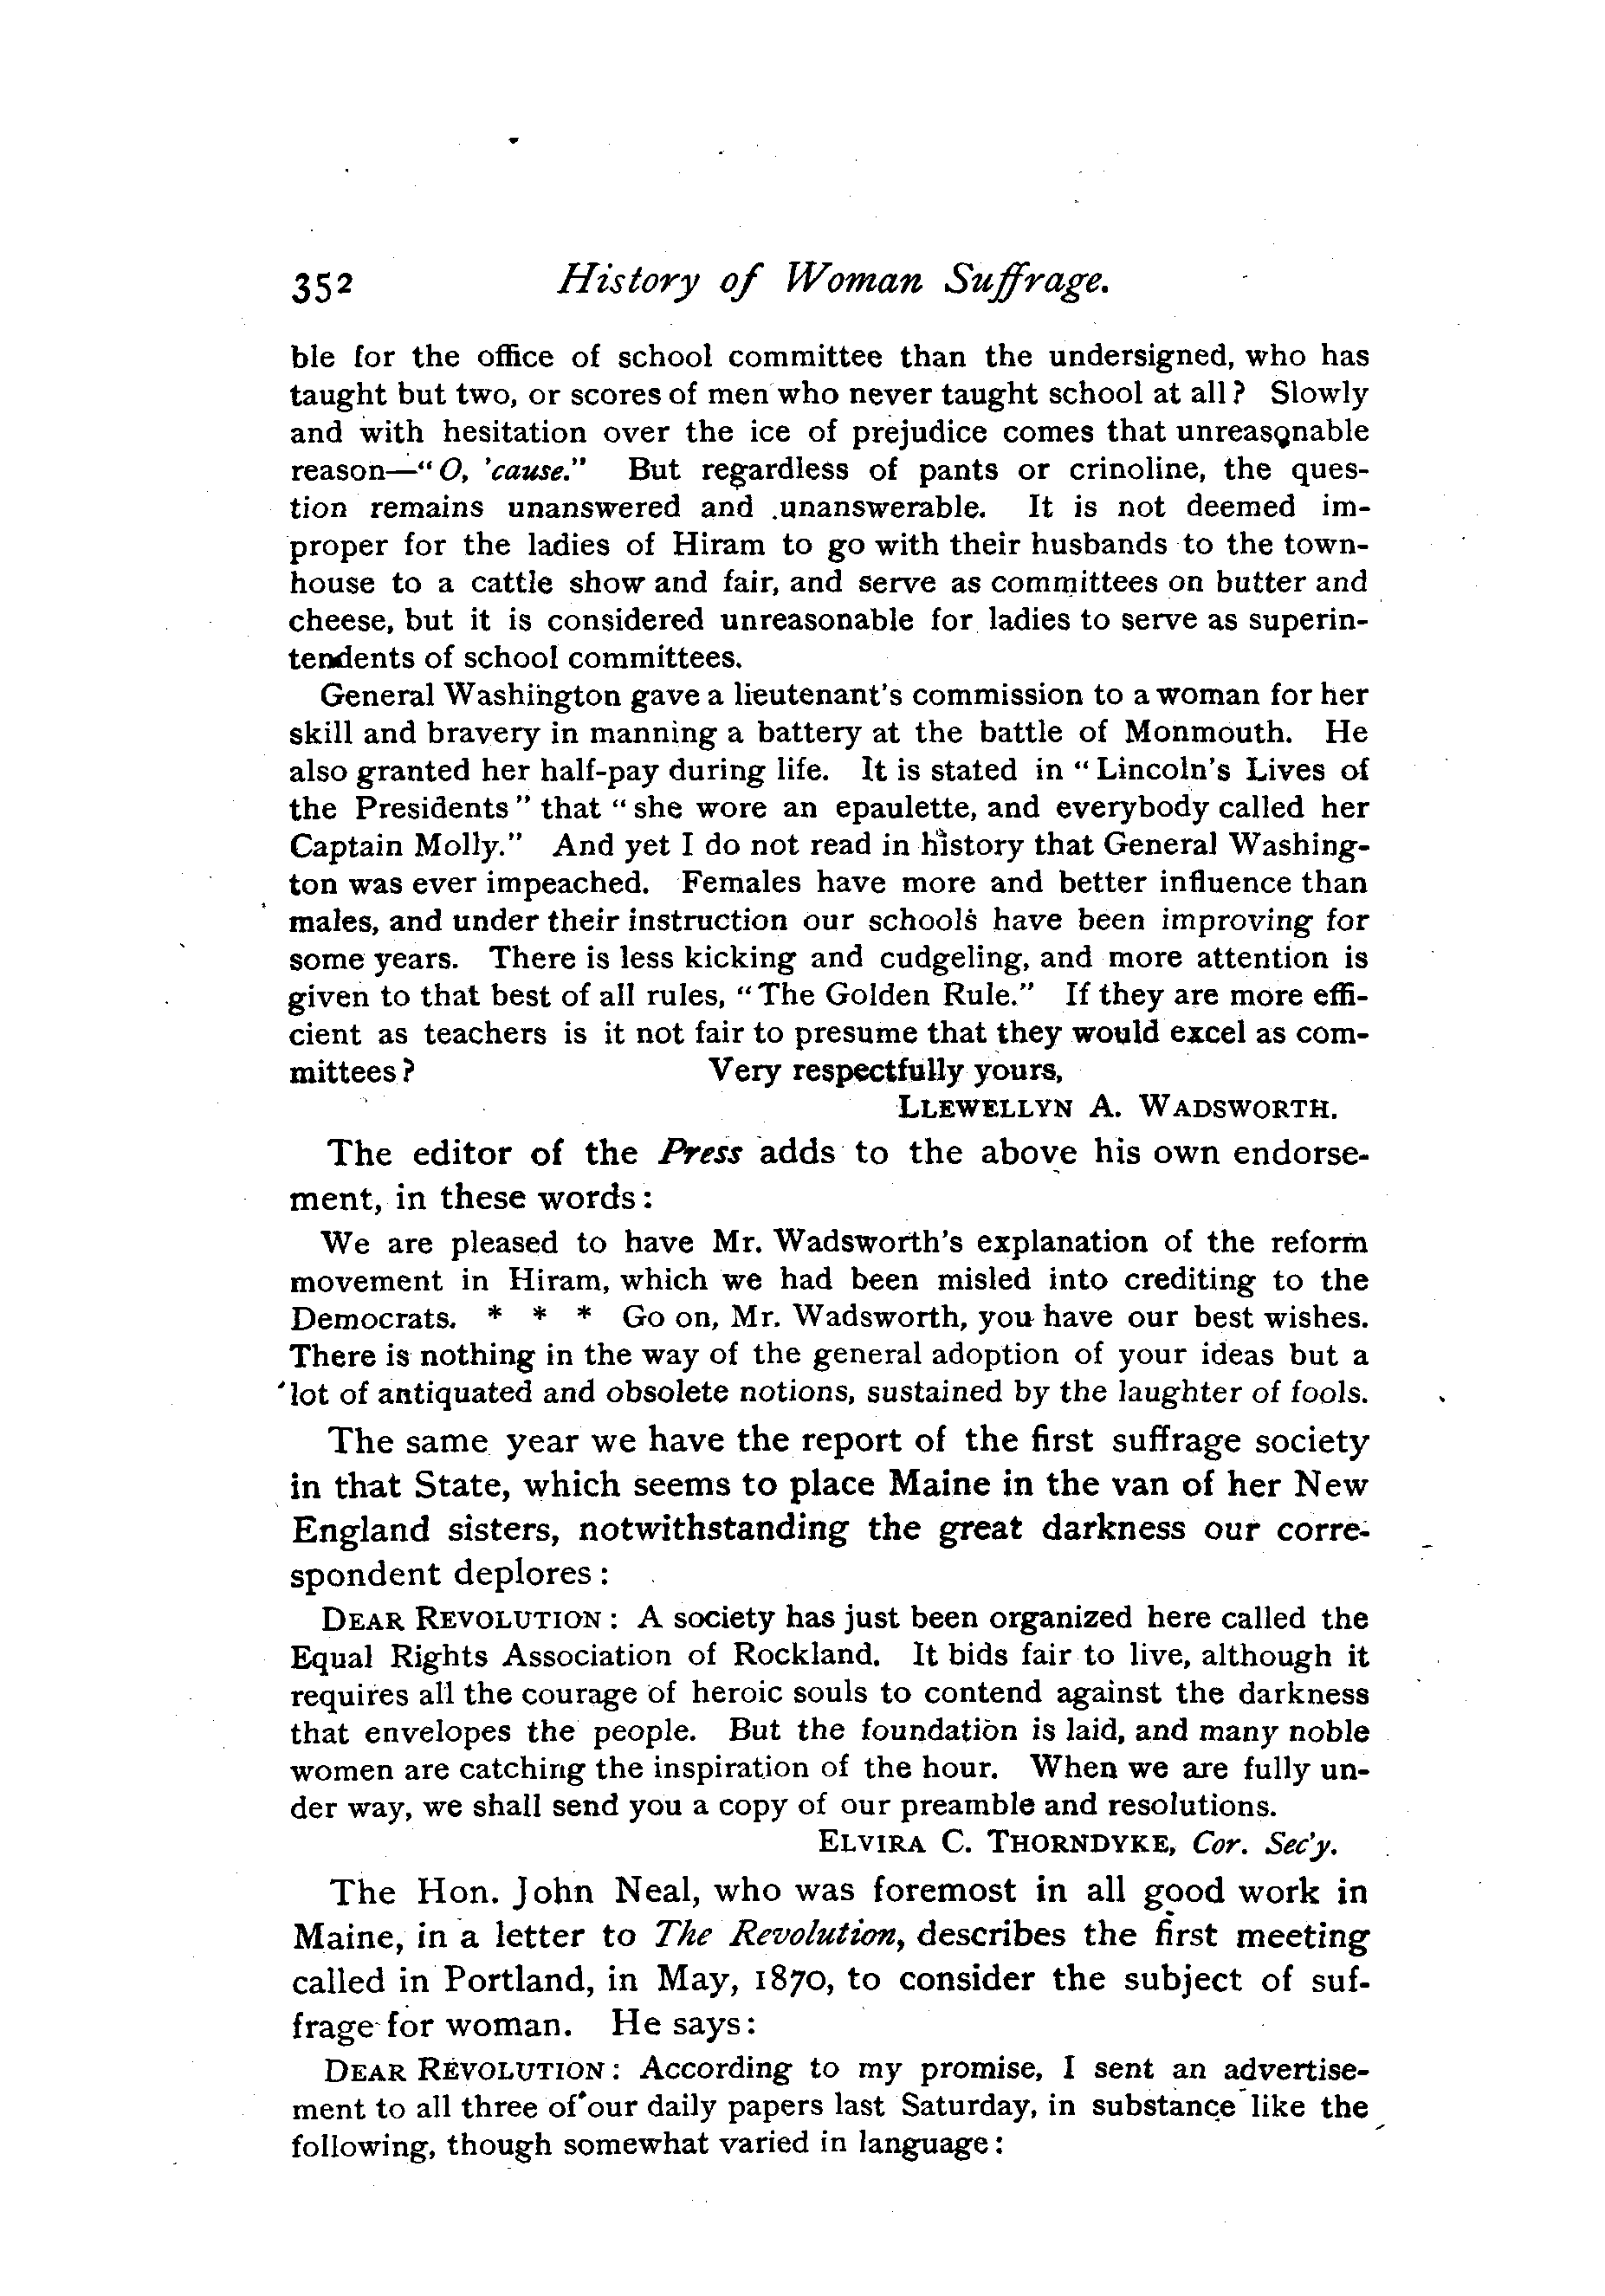 352 History of Woman Suffrage.
ble for the office of school committee than the undersigned, who has
taught but two, or scores of men who never taught school at all? Slowly
and with hesitation over the ice of prejudice comes that unreasonable
reason—"O, 'cause." But regardless of pants or crinoline, the ques-
tion remains unanswered and unanswerable. It is not deemed im-
proper for the ladies of Hiram to go with their husbands to the town-
house to a cattle show and fair, and serve as committees on butter and
cheese, but it is considered unreasonable for ladies to serve as superin-
tendents of school committees.
General Washington gave a lieutenant's commission to a woman for her
skill and bravery in manning a battery at the battle of Monmouth. He
also granted her half-pay during life. It is stated in "Lincoln's Lives of
the Presidents" that "she wore an epaulette, and everybody called her
Captain Molly." And yet I do not read in history that General Washing-
ton was ever impeached. Females have more and better influence than
males, and under their instruction our schools have been improving for
some years. There is less kicking and cudgeling, and more attention is
given to that best of all rules, "The Golden Rule." If they are more effi-
cient as teachers is it not fair to presume that they would excel as com-
mittees? Very respectfully yours,
LLEWELLYN A. WADSWORTH.
The editor of the Press adds to the above his own endorse-
ment, in these words:
We are pleased to have Mr. Wadsworth's explanation of the reform
movement in Hiram, which we had been misled into crediting to the
Democrats. * * * Go on, Mr. Wadsworth, you have our best wishes.
There is nothing in the way of the general adoption of your ideas but a
lot of antiquated and obsolete notions, sustained by the laughter of fools.
The same year we have the report of the first suffrage society
in that State, which seems to place Maine in the van of her New
England sisters, notwithstanding the great darkness our corre-
spondent deplores:
DEAR REVOLUTION: A society has just been organized here called the
Equal Rights Association of Rockland. It bids fair to live, although it
requires all the courage of heroic souls to contend against the darkness
that envelopes the people. But the foundation is laid, and many noble
women are catching the inspiration of the hour. When we are fully un-
der way, we shall send you a copy of our preamble and resolutions.
ELVIRA C. THORNDYKE, Cor. Sec'y.
The Hon. John Neal, who was foremost in all good work in
Maine, in a letter to The Revolution, describes the first meeting
called in Portland, in May, 1870, to consider the subject of suf-
frage for woman. He says:
DEAR REVOLUTION: According to my promise, I sent an advertise-
ment to all three of our daily papers last Saturday, in substance like the
following, though somewhat varied in language: